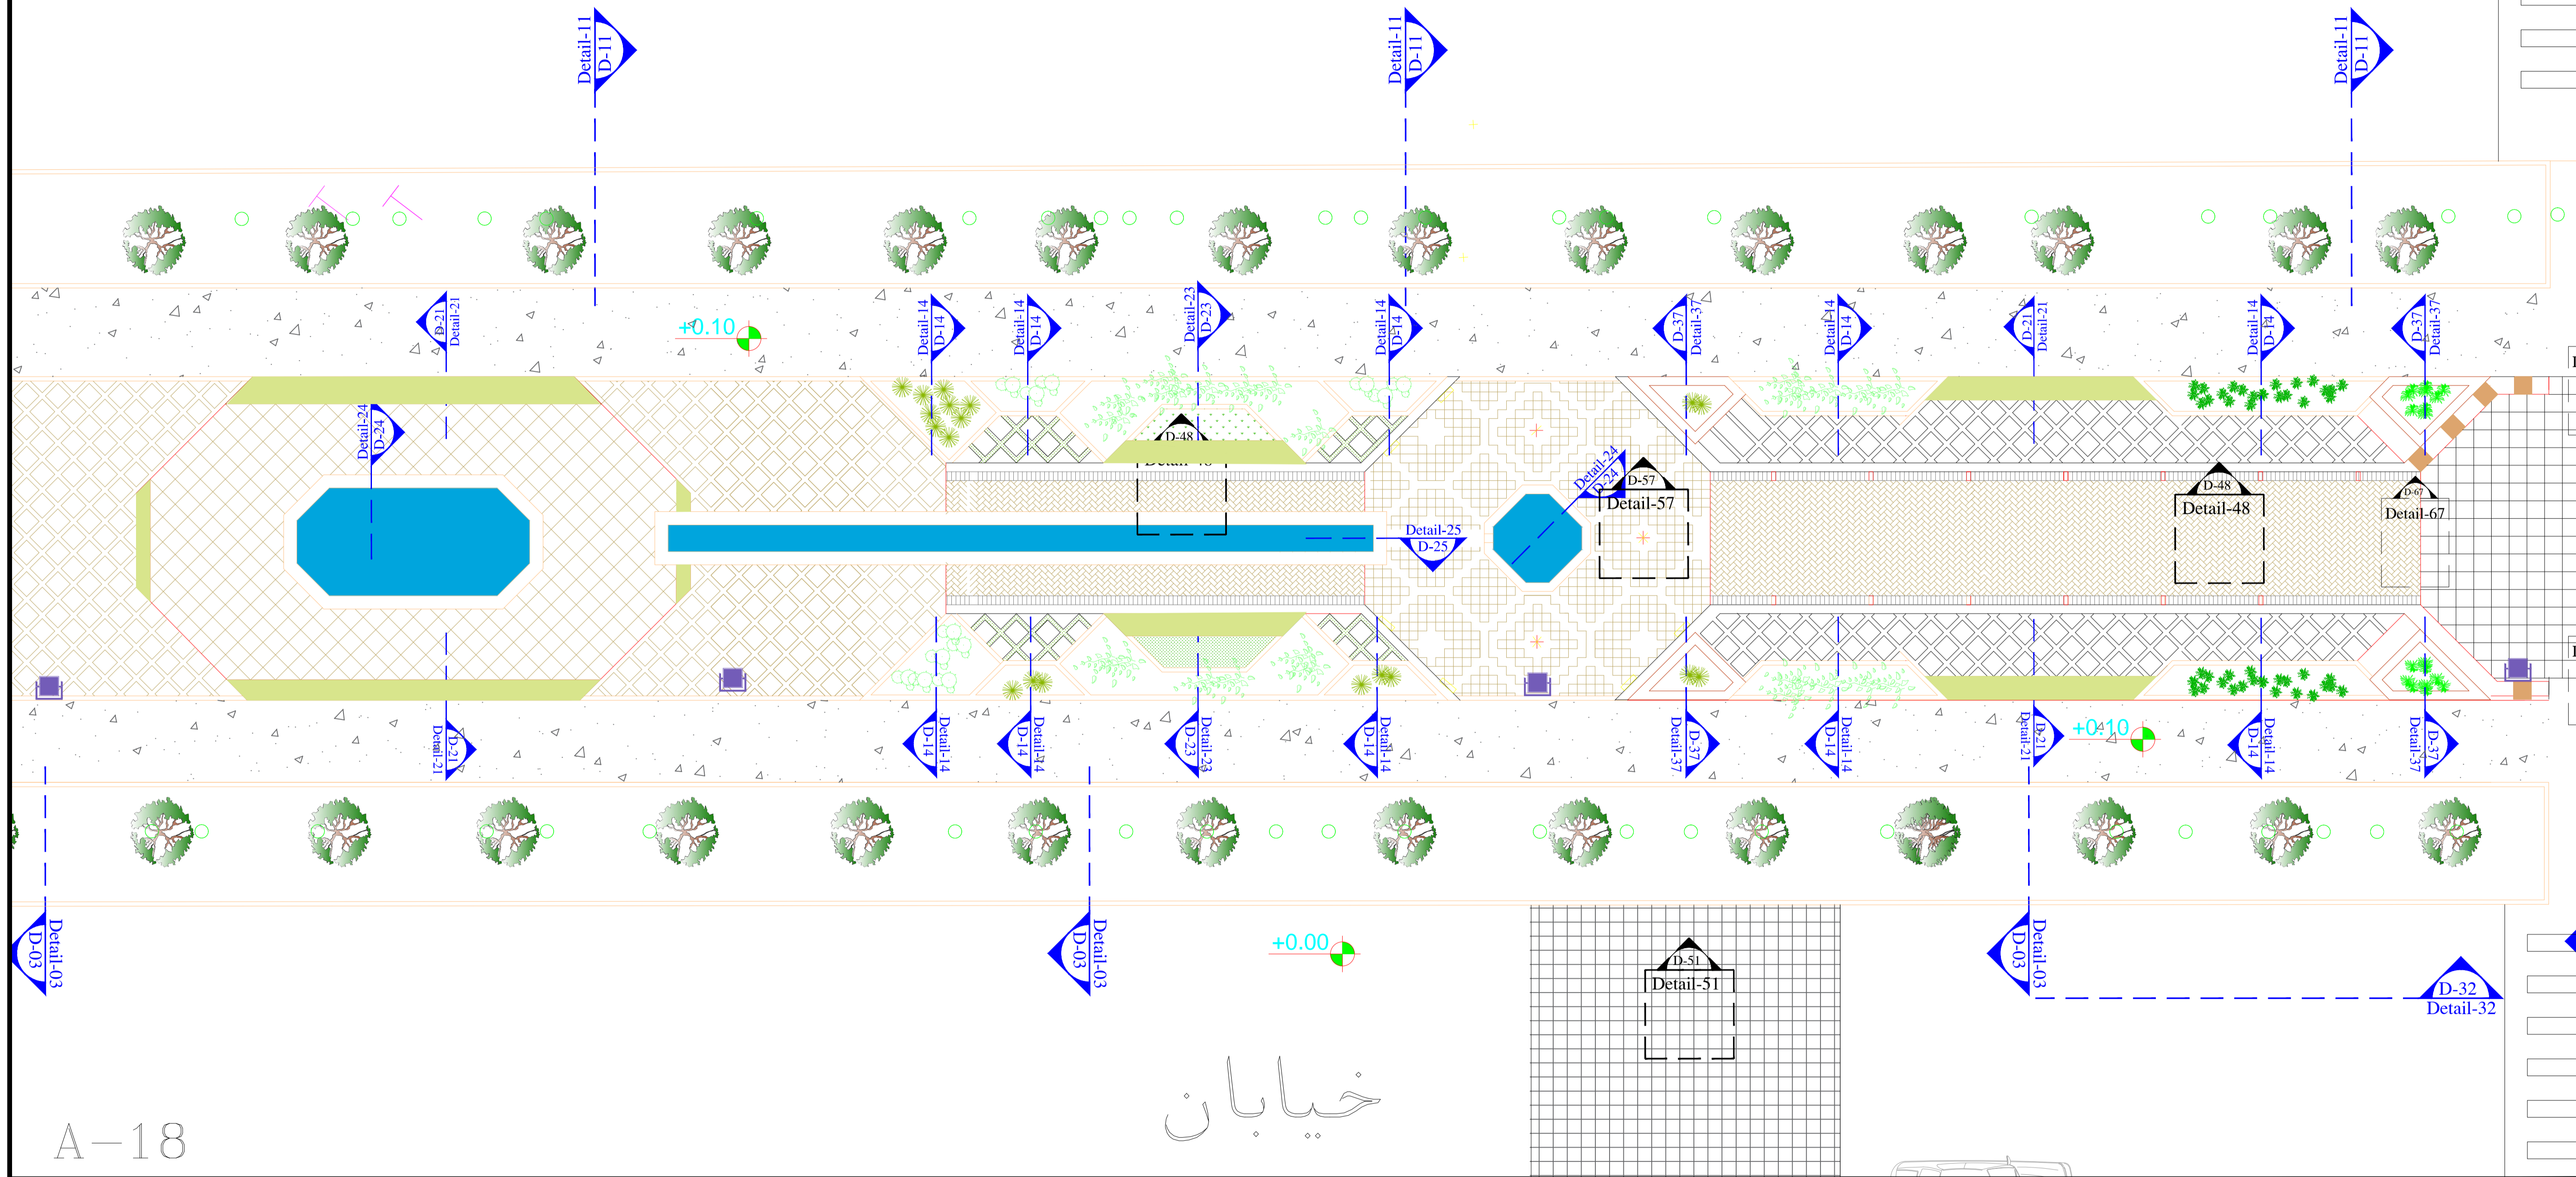 Detail-11
D-11
Detail-11
D-11
Detail-11
D-11
D-21
Detail-21
+0.10
Detail-14
D-14
Detail-14
D-14
Detail-23
D-23
Detail-14
D-14
D-37
Detail-37
Detail-14
D-14
D-21
Detail-21
Detail-14
D-14
D-37
Detail-37
Detail-24
D-24
D-48
Detail-48
Detail-24
D-24
D-57
Detail-57
D-48
Detail-48
D-67
Detail-67
Detail-25
D-25
D-21
Detail-21
D-14
Detail-14
D-14
Detail-14
D-23
Detail-23
D-14
Detail-14
Detail-37
D-37
D-14
Detail-14
D-21
Detail-21
+0.10
D-14
Detail-14
D-37
Detail-37
D-03
Detail-03
D-03
Detail-03
+0.00
D-51
Detail-51
D-03
Detail-03
D-32
Detail-32
خیابان
A-18